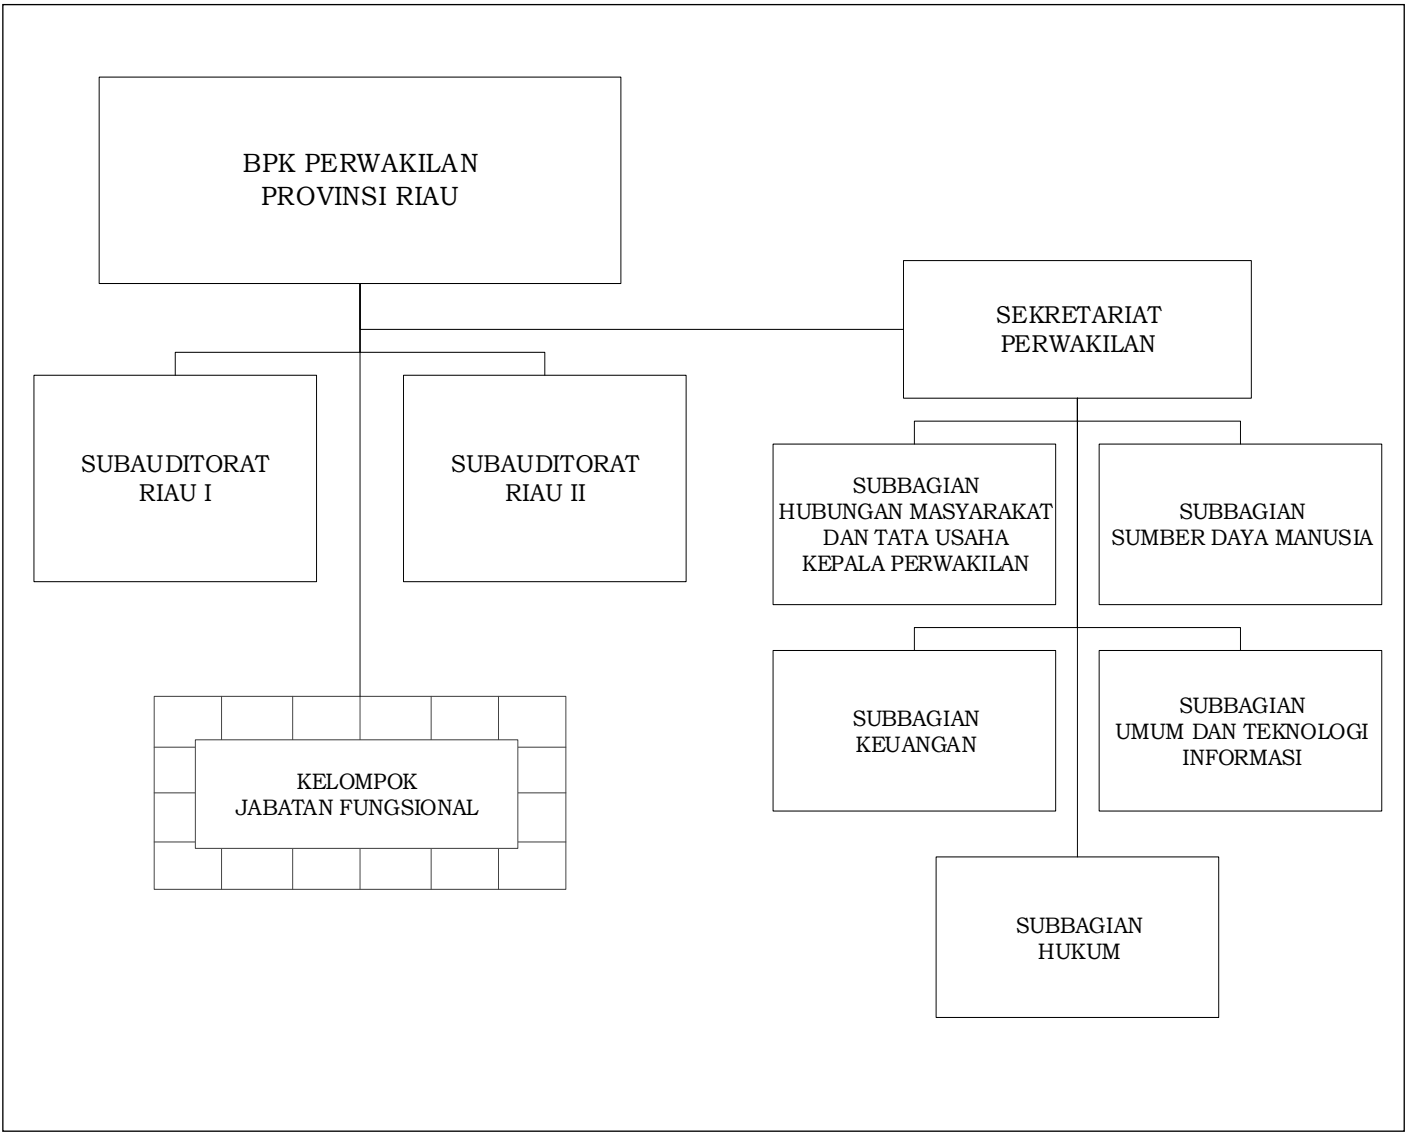 BPK PERWAKILAN
PROVINSI RIAU
SEKRETARIAT
PERWAKILAN
SUBAUDITORAT
RIAU I
SUBAUDITORAT
RIAU II
SUBBAGIAN
HUBUNGAN MASYARAKAT
DAN TATA USAHA
KEPALA PERWAKILAN
SUBBAGIAN
SUMBER DAYA MANUSIA
SUBBAGIAN
KEUANGAN
SUBBAGIAN
UMUM DAN TEKNOLOGI
INFORMASI
KELOMPOK
JABATAN FUNGSIONAL
SUBBAGIAN
HUKUM